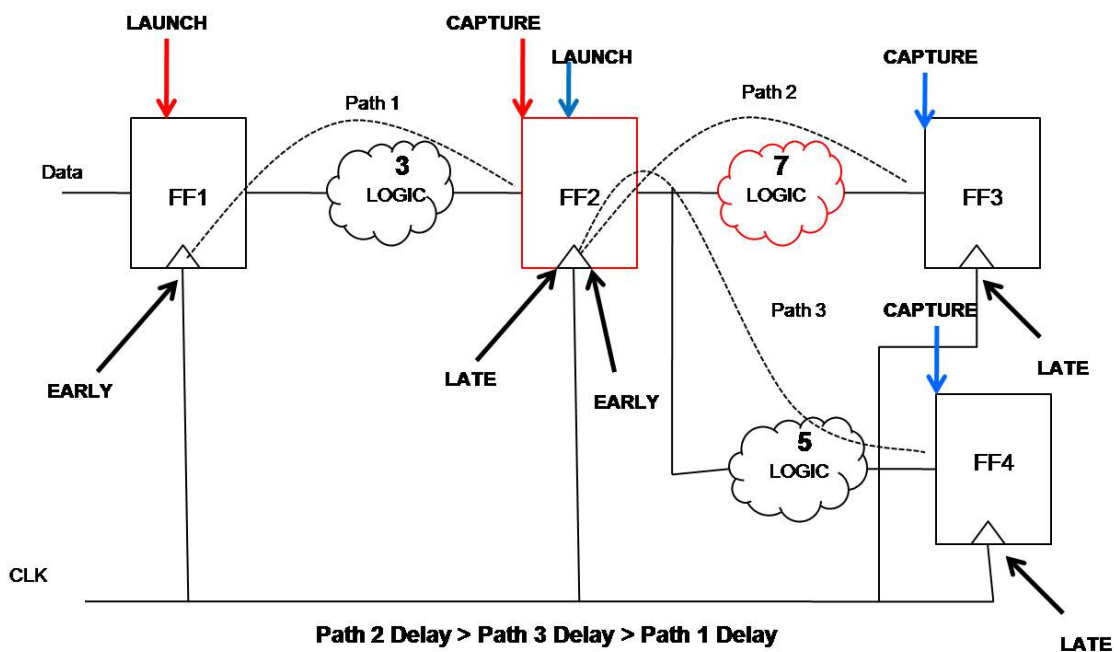 LAUNCH
CAPTURE
LAUNCH
CAPTURE
Path 1
Path 2
Data
FF1
3
LOGIC
FF2
7
LOGIC
FF3
Path 3
CAPTURE
EARLY
LATE
EARLY
LATE
5
LOGIC
FF4
CLK
Path 2 Delay > Path 3 Delay > Path 1 Delay
LATE